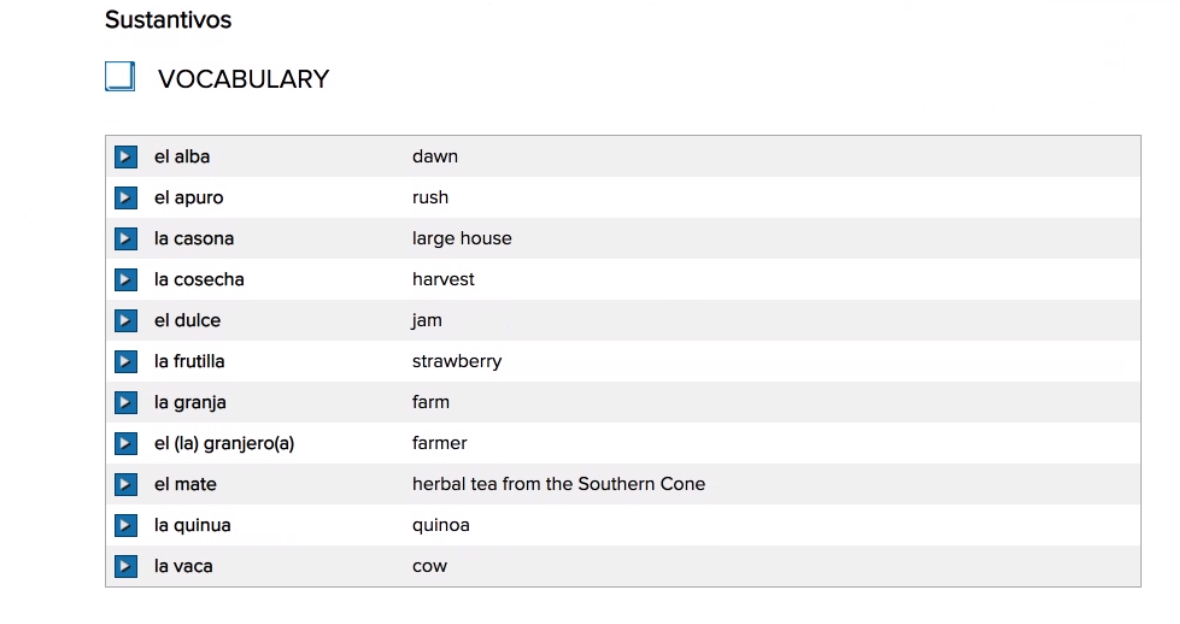 Sustantivos
VOCABULARY
el alba dawn
el apuro rush
la casona large house
la cosecha harvest
el dulce jam
la frutilla strawberry
la granja farm
el (la) granjero(a) farmer
el mate herbal tea from the Southern Cone
la quinua quinoa
la vaca cow